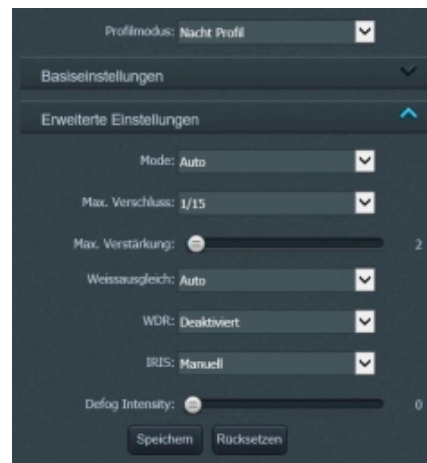 Profilmodus: Nacht Profil
Basiseinstellungen
Erweiterte Einstellungen
Mode: Auto
Max. Verschluss: 1/15
Max. Verstärkung: 2
Weissausgleich: Auto
WDR: Deaktiviert
IRIS: Manuell
Defog Intensity: 0
Speichern Rücksetzen